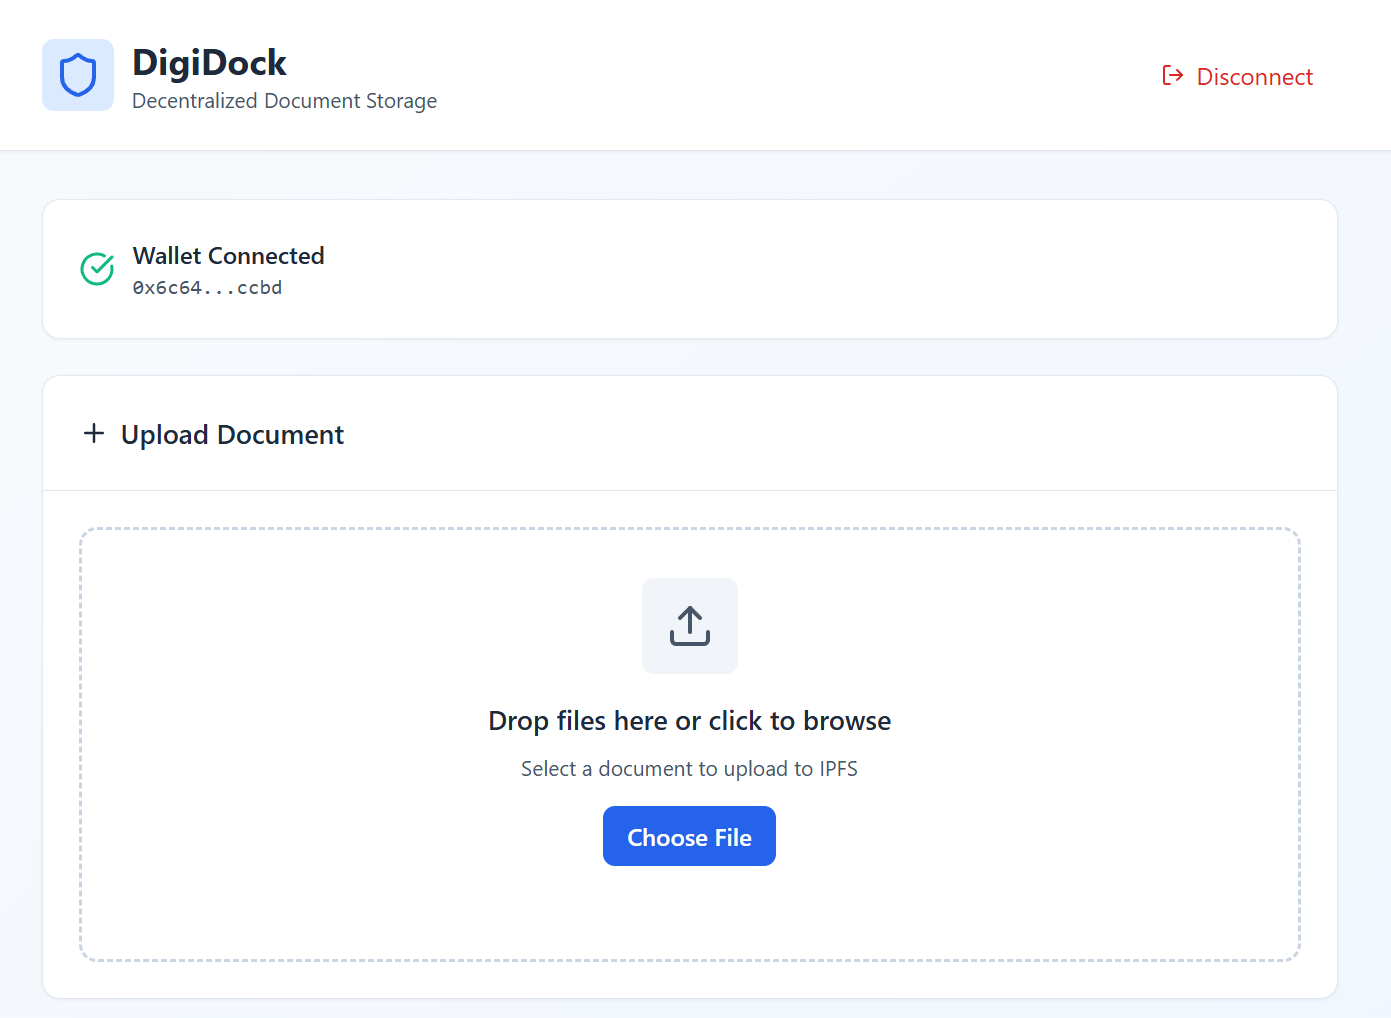 DigiDock
Decentralized Document Storage
Disconnect
Wallet Connected
0x6c64...ccbd
Upload Document
Drop files here or click to browse
Select a document to upload to IPFS
Choose File